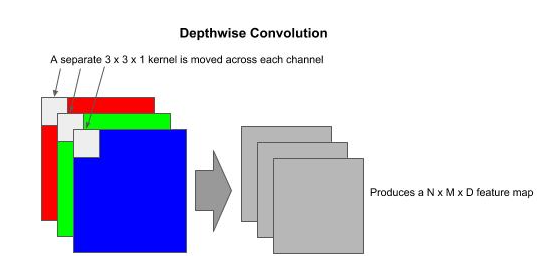 Depthwise Convolution
A separate 3 x 3 x 1 kernel is moved across each channel
Produces a N x M x D feature map